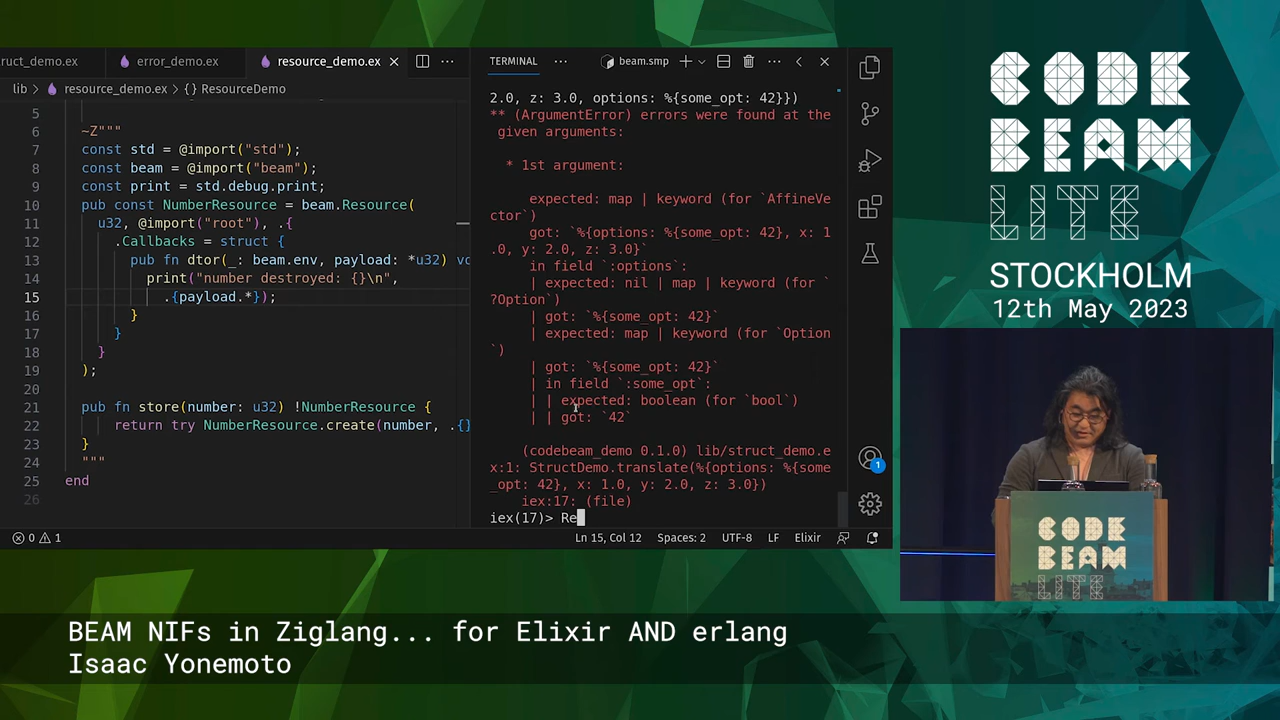 ruct_demo.ex
error_demo.ex
resource_demo.ex
lib > resource_demo.ex > {} ResourceDemo
5
6 ~Z"""
7 const std = @import("std");
8 const beam = @import("beam");
9 const print = std.debug.print;
10 pub const NumberResource = beam.Resource(
11 u32, @import("root"), .{
12 .Callbacks = struct {
13 pub fn dtor(_: beam.env, payload: *u32) vo
14 print("number destroyed: {}\n",
15 .{payload.*});
16 }
17 }
18 }
19 );
20
21 pub fn store(number: u32) !NumberResource {
22 return try NumberResource.create(number, .{}
23 }
24 """
25 end
26
TERMINAL
beam.smp
2.0, z: 3.0, options: %{some_opt: 42}})
** (ArgumentError) errors were found at the
given arguments:
* 1st argument:
expected: map | keyword (for `AffineVe
ctor`)
got: `%{options: %{some_opt: 42}, x: 1
.0, y: 2.0, z: 3.0}`
in field `:options`:
| expected: nil | map | keyword (for `
?Option`)
| got: `%{some_opt: 42}`
| expected: map | keyword (for `Option
`)
| got: `%{some_opt: 42}`
| in field `:some_opt`:
| | expected: boolean (for `bool`)
| | got: `42`
(codebeam_demo 0.1.0) lib/struct_demo.e
x:1: StructDemo.translate(%{options: %{some
_opt: 42}, x: 1.0, y: 2.0, z: 3.0})
iex:17: (file)
iex(17)> Re
1
0 1
Ln 15, Col 12
Spaces: 2
UTF-8
LF
Elixir
CODE
BEAM
LITE
STOCKHOLM
12th May 2023
CODE
BEAM
LITE
BEAM NIFs in Ziglang... for Elixir AND erlang
Isaac Yonemoto